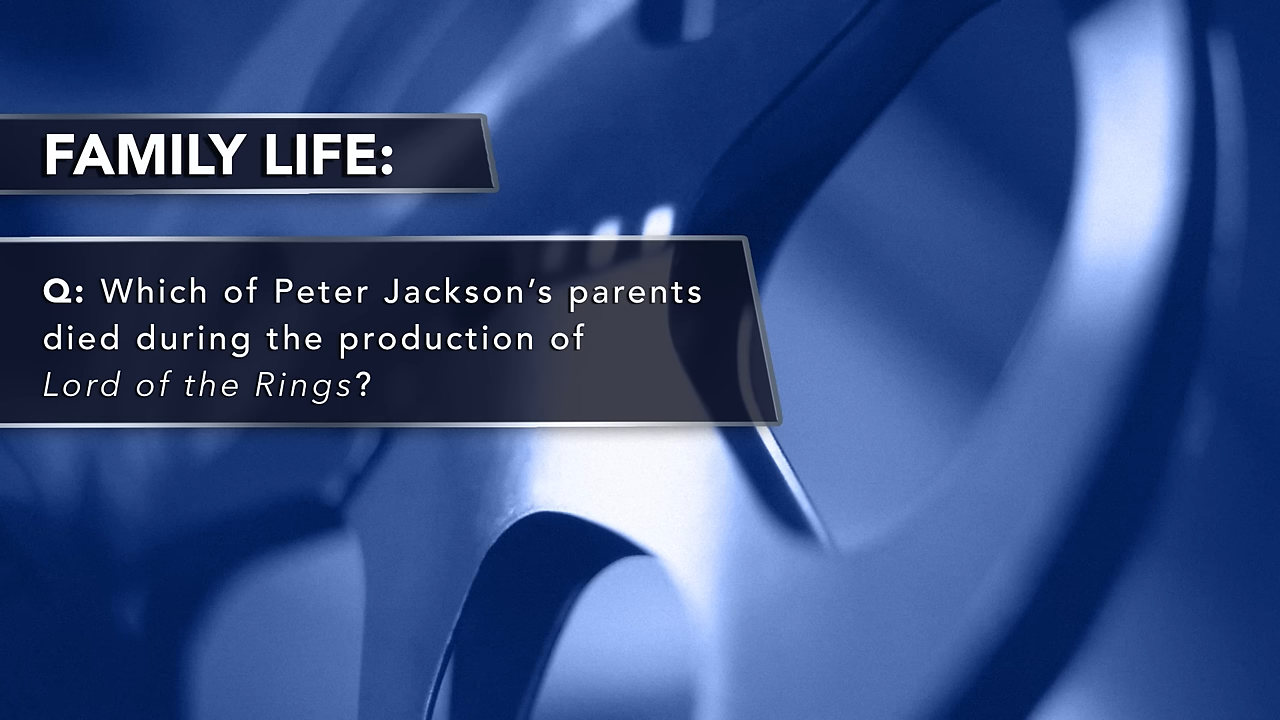 FAMILY LIFE:
Q: Which of Peter Jackson’s parents
died during the production of
Lord of the Rings?